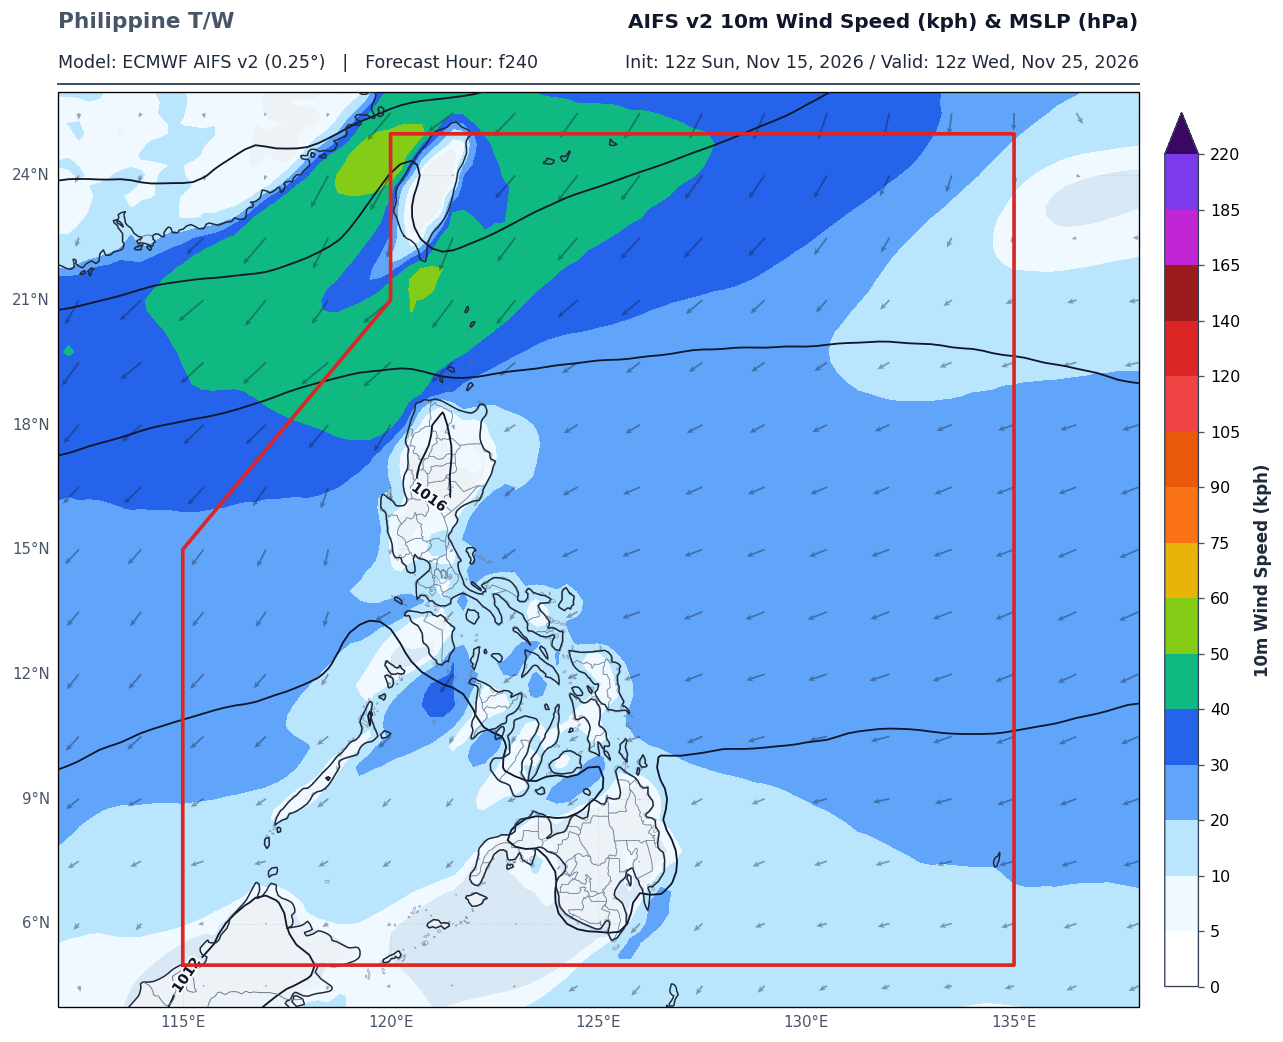 Philippine T/W
AIFS v2 10m Wind Speed (kph) & MSLP (hPa)
Model: ECMWF AIFS v2 (0.25°) | Forecast Hour: f240
Init: 12z Sun, Nov 15, 2026 / Valid: 12z Wed, Nov 25, 2026
24°N
21°N
18°N
15°N
12°N
9°N
6°N
1016
1012
115°E
120°E
125°E
130°E
135°E
220
185
165
140
120
105
90
75
60
50
40
30
20
10
5
0
10m Wind Speed (kph)